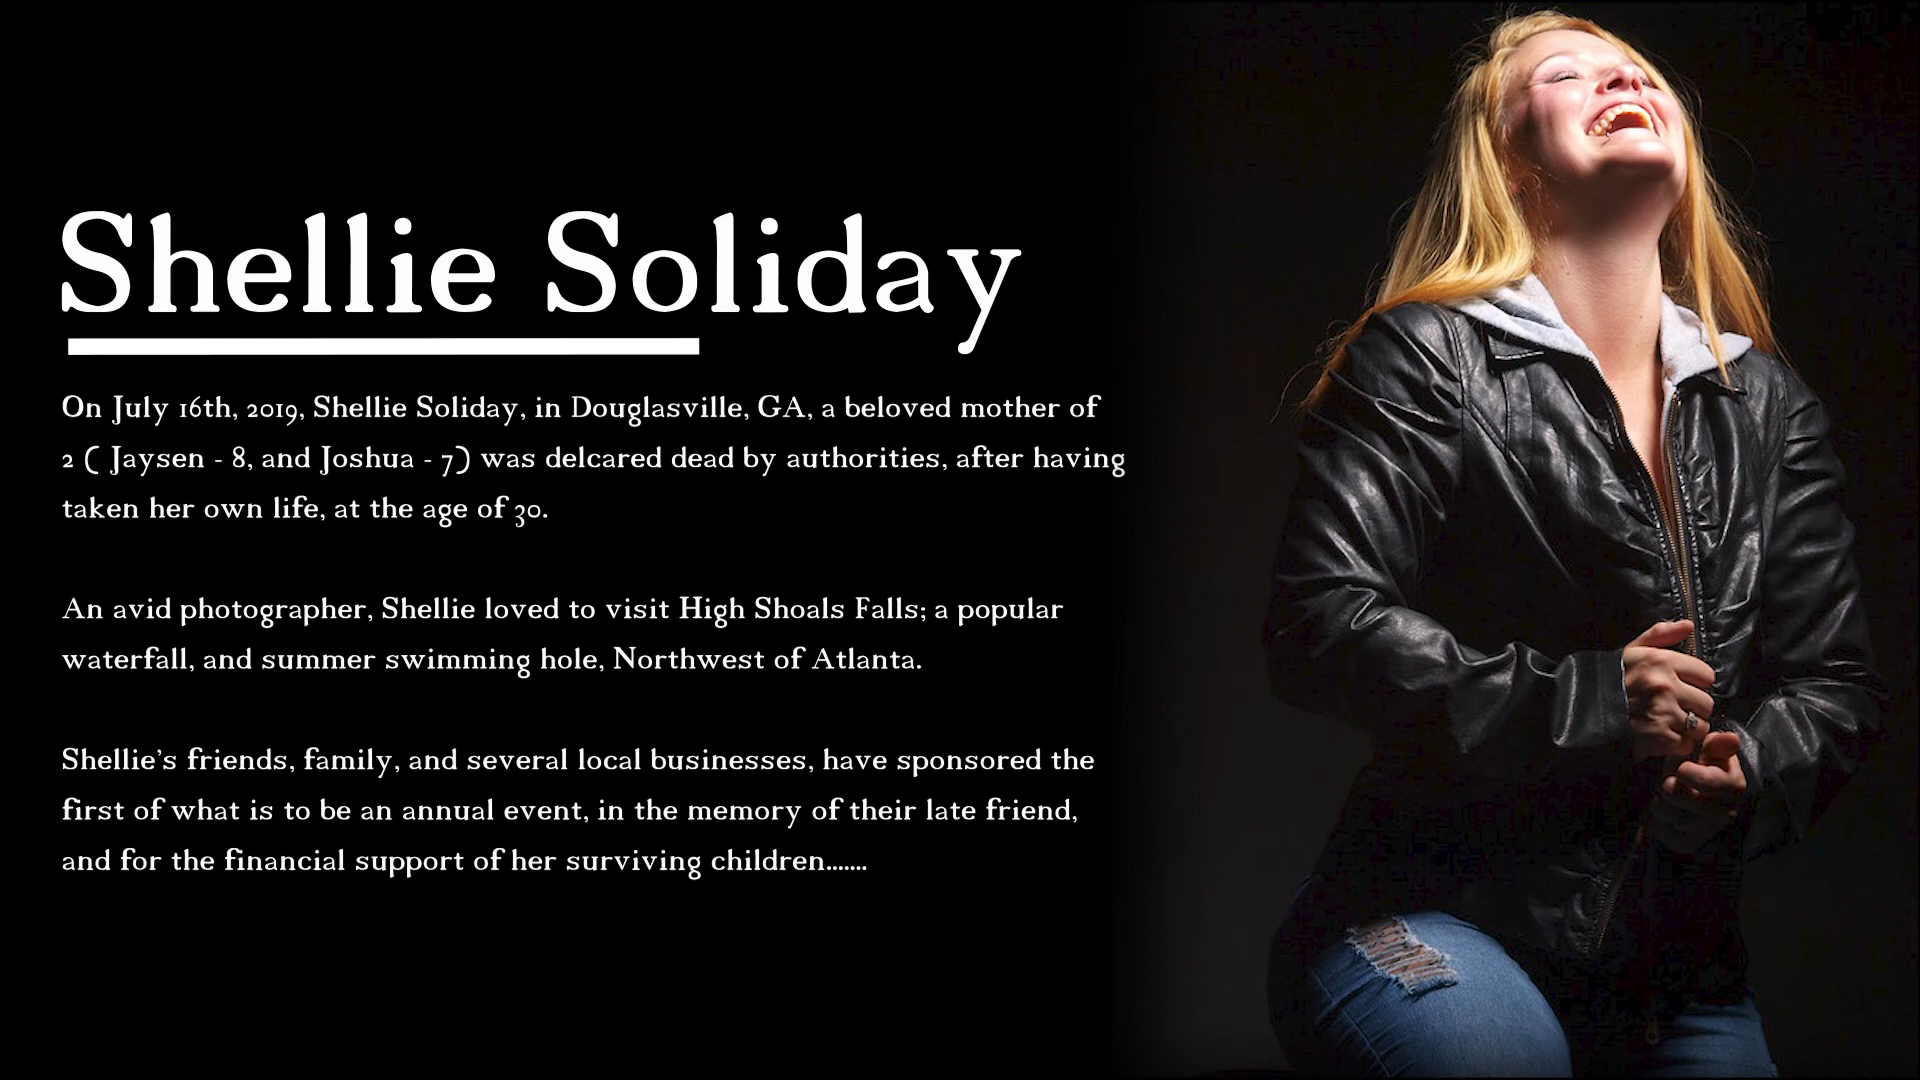 Shellie Soliday
On July 16th, 2019, Shellie Soliday, in Douglasville, GA, a beloved mother of
2 ( Jaysen - 8, and Joshua - 7) was delcared dead by authorities, after having
taken her own life, at the age of 30.
An avid photographer, Shellie loved to visit High Shoals Falls; a popular
waterfall, and summer swimming hole, Northwest of Atlanta.
Shellie's friends, family, and several local businesses, have sponsored the
first of what is to be an annual event, in the memory of their late friend,
and for the financial support of her surviving children.......